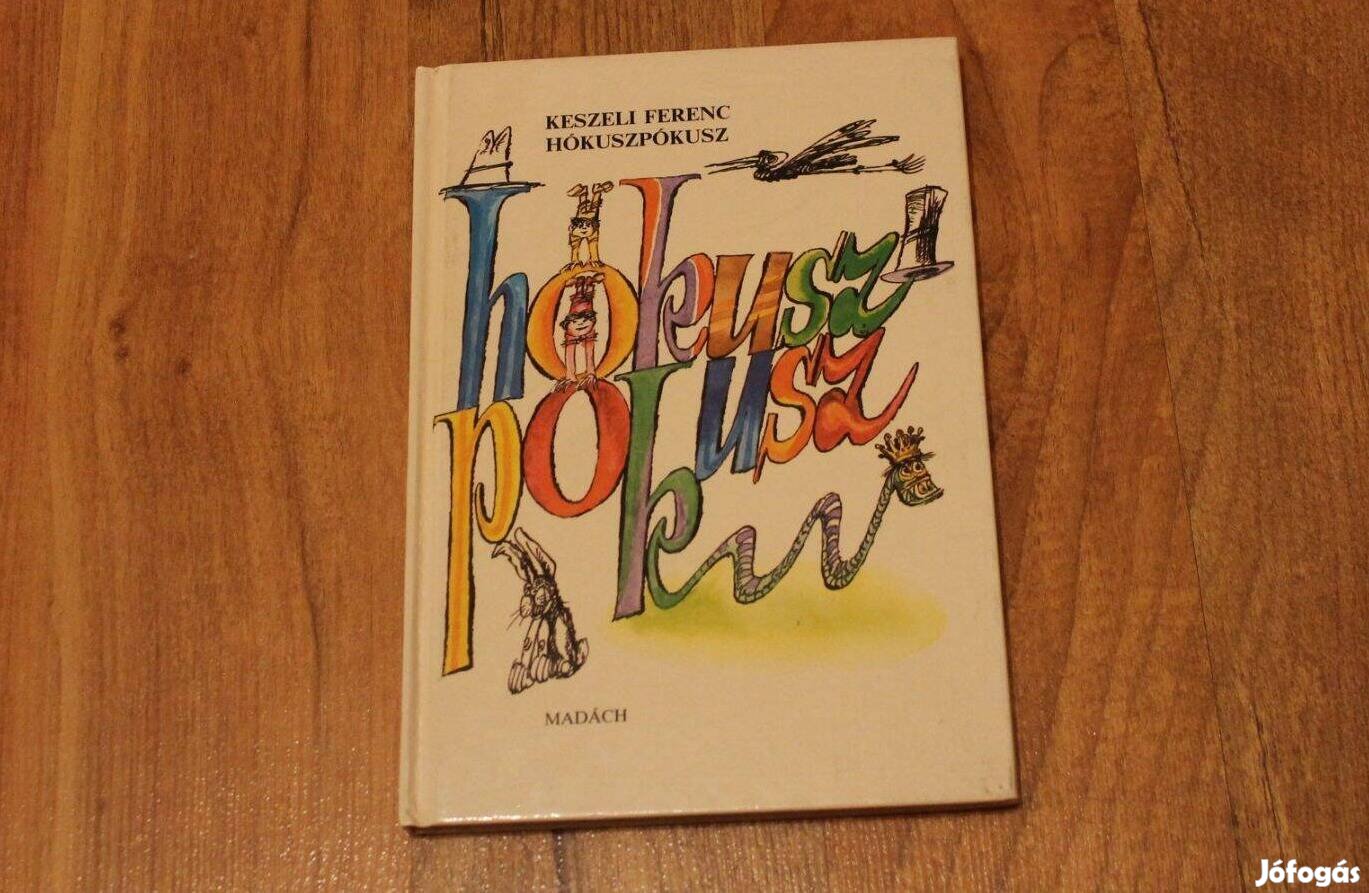 KESZELI FERENC
HÓKUSZPÓKUSZ
hókusz
pókusz
MADÁCH
Jófogás